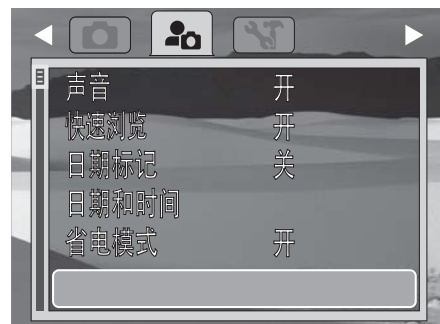 声音 开
快速浏览 开
日期标记 关
日期和时间
省电模式 开